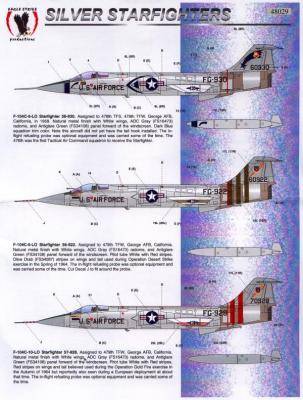 EAGLE STRIKE
productions
SILVER STARFIGHTERS
48029
60930
U.S. AIR FORCE
FG-930
F-104C-5-LO Starfighter 56-930. Assigned to 476th TFS, 479th TFW, George AFB,
California, in 1958. Natural metal finish with White wings, ADC Gray (FS16473)
radome, and Antiglare Green (FS34108) panel forward of the windscreen. Dark Blue
squadron trim color. Note this aircraft did not yet have the tail hook installed. The in-
flight refueling probe was optional equipment and was carried some of the time. The
476th was the first Tactical Air Command squadron to receive the Starfighter.
60922
U.S. AIR FORCE
FG-922
F-104C-5-LO Starfighter 56-922. Assigned to 479th TFW, George AFB, California.
Natural metal finish with White wings, ADC Gray (FS16473) radome, and Antiglare
Green (FS34108) panel forward of the windscreen. Pitot tube White with Red stripes.
Olive Drab (FS34087) stripes on wings and tail used during Operation Desert Strike
exercise in the Spring of 1964. The in-flight refueling probe was optional equipment and
was carried some of the time. Cut Decal J to fit around the probe.
70928
U.S. AIR FORCE
FG-928
F-104C-10-LO Starfighter 57-928. Assigned to 479th TFW, George AFB, California.
Natural metal finish with White wings, ADC Gray (FS16473) radome, and Antiglare
Green (FS34108) panel forward of the windscreen. Pitot tube White with Red Stripes.
Red stripes on wings and tail believed used during the Operation Gold Fire exercise in
the Autumn of 1964 but reportedly also seen during a European deployment at about
that time. The in-flight refueling probe was optional equipment and was carried some of
the time.